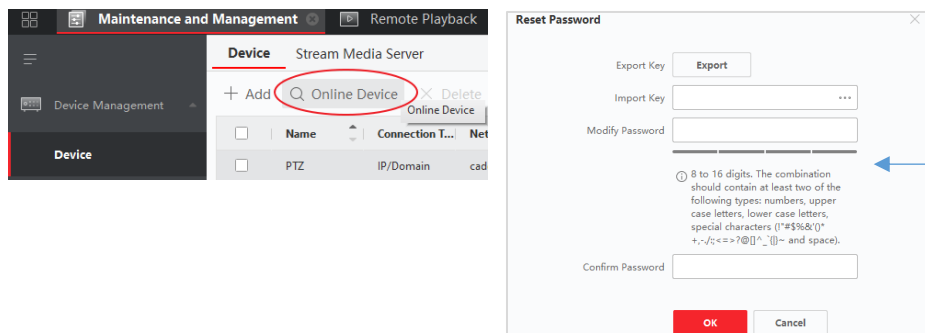 Maintenance and Management
Remote Playback
Device
Stream Media Server
+ Add
Online Device
Delete
Online Device
Device Management
Name
Connection T...
Net
Device
PTZ
IP/Domain
cad
Reset Password
Export Key
Export
Import Key
...
Modify Password
8 to 16 digits. The combination
should contain at least two of the
following types: numbers, upper
case letters, lower case letters,
special characters (!"#$%&'()*
+,-./:;<=>?@[]^_`{|}~ and space).
Confirm Password
OK
Cancel